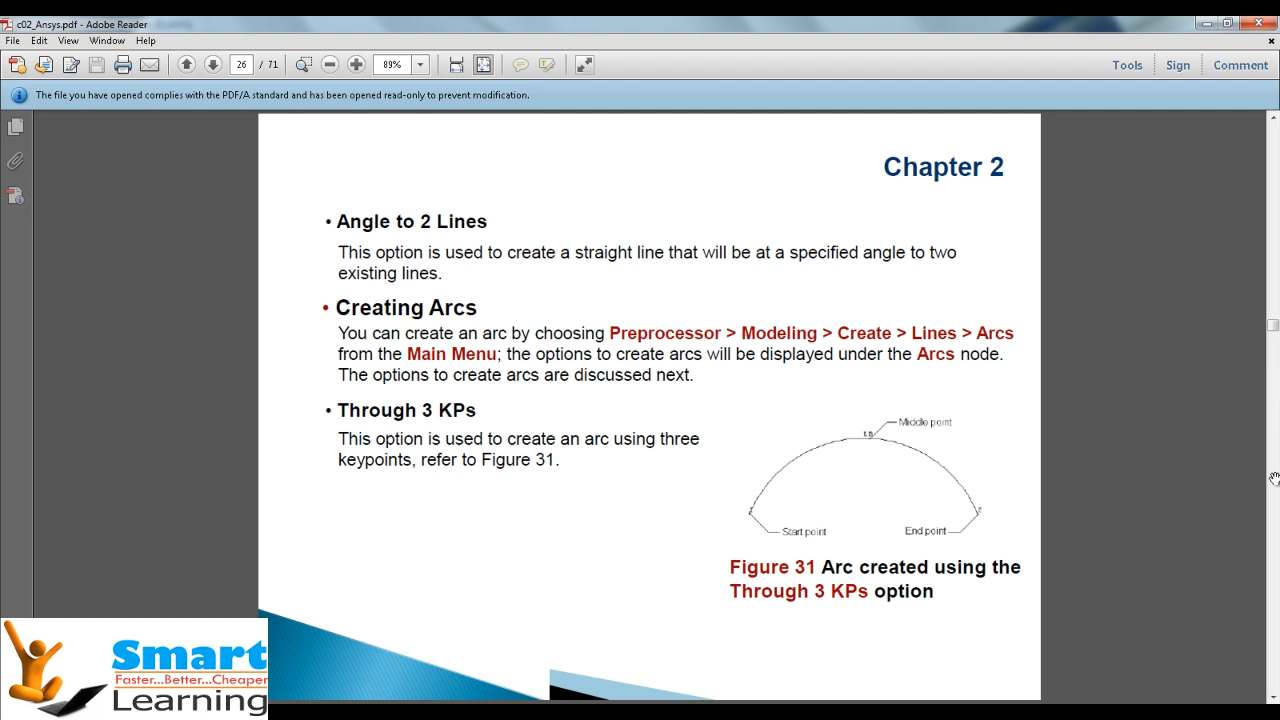 c02_Ansys.pdf - Adobe Reader
File Edit View Window Help
26 / 71 89% Tools Sign Comment
The file you have opened complies with the PDF/A standard and has been opened read-only to prevent modification.
Chapter 2
• Angle to 2 Lines
This option is used to create a straight line that will be at a specified angle to two
existing lines.
• Creating Arcs
You can create an arc by choosing Preprocessor > Modeling > Create > Lines > Arcs
from the Main Menu; the options to create arcs will be displayed under the Arcs node.
The options to create arcs are discussed next.
• Through 3 KPs
This option is used to create an arc using three
keypoints, refer to Figure 31.
Middle point
Start point
End point
Figure 31 Arc created using the
Through 3 KPs option
Smart
Faster...Better...Cheaper
Learning